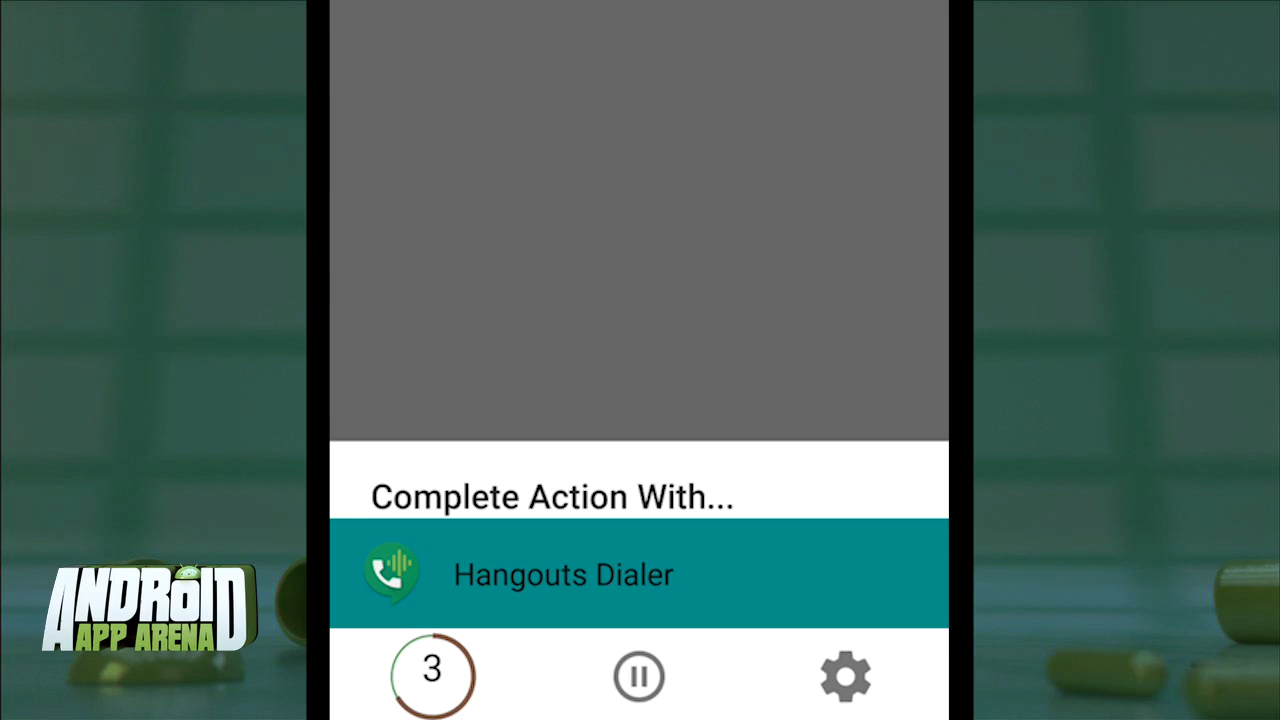 Complete Action With...
Hangouts Dialer
3
ANDROID
APP ARENA